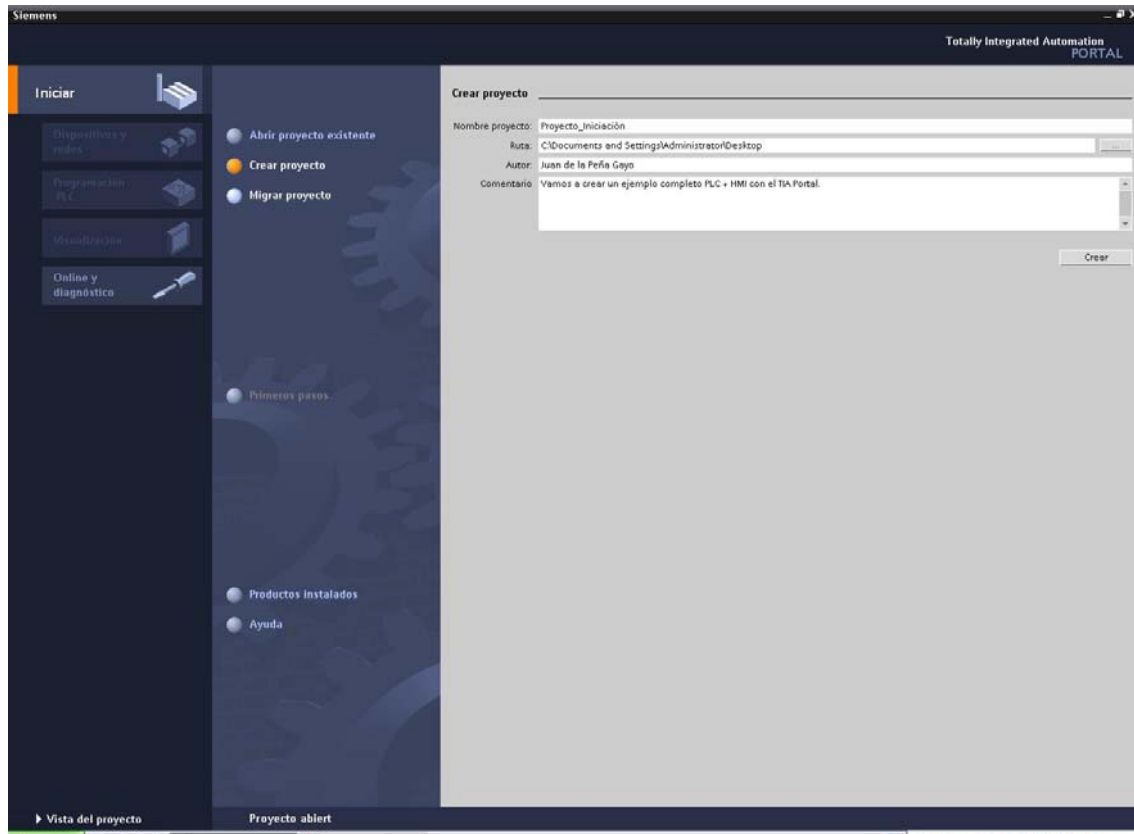 Siemens
Totally Integrated Automation
PORTAL
Iniciar
Dispositivos y
redes
Programación
PLC
Visualización
Online y
diagnóstico
Abrir proyecto existente
Crear proyecto
Migrar proyecto
Primeros pasos
Productos instalados
Ayuda
Crear proyecto
Nombre proyecto: Proyecto_Iniciación
Ruta: C:\Documents and Settings\Administrator\Desktop
...
Autor: Juan de la Peña Gayo
Comentario Vamos a crear un ejemplo completo PLC + HMI con el TIA Portal.
Crear
Vista del proyecto
Proyecto abiert